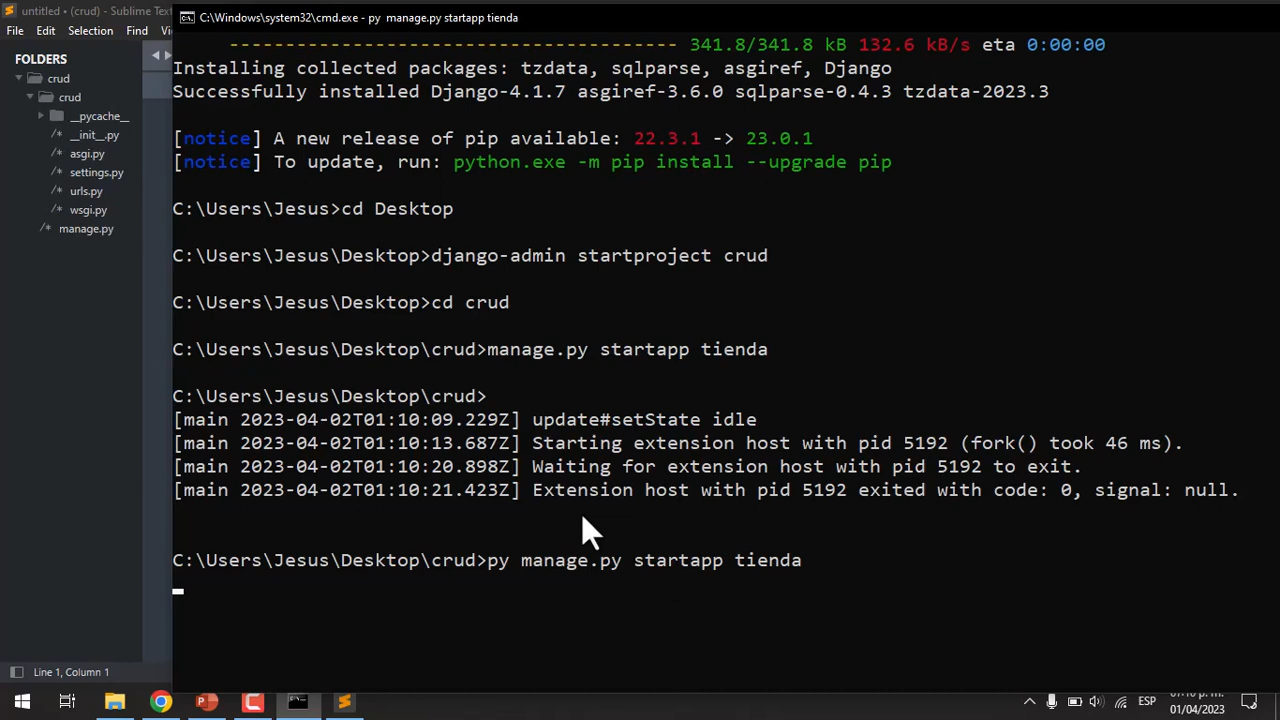 untitled • (crud) - Sublime Text
C:\Windows\system32\cmd.exe - py manage.py startapp tienda
File Edit Selection Find
FOLDERS
crud
crud
__pycache__
__init__.py
asgi.py
settings.py
urls.py
wsgi.py
manage.py
---------------------------------------- 341.8/341.8 kB 132.6 kB/s eta 0:00:00
Installing collected packages: tzdata, sqlparse, asgiref, Django
Successfully installed Django-4.1.7 asgiref-3.6.0 sqlparse-0.4.3 tzdata-2023.3
[notice] A new release of pip available: 22.3.1 -> 23.0.1
[notice] To update, run: python.exe -m pip install --upgrade pip
C:\Users\Jesus>cd Desktop
C:\Users\Jesus\Desktop>django-admin startproject crud
C:\Users\Jesus\Desktop>cd crud
C:\Users\Jesus\Desktop\crud>manage.py startapp tienda
C:\Users\Jesus\Desktop\crud>
[main 2023-04-02T01:10:09.229Z] update#setState idle
[main 2023-04-02T01:10:13.687Z] Starting extension host with pid 5192 (fork() took 46 ms).
[main 2023-04-02T01:10:20.898Z] Waiting for extension host with pid 5192 to exit.
[main 2023-04-02T01:10:21.423Z] Extension host with pid 5192 exited with code: 0, signal: null.
C:\Users\Jesus\Desktop\crud>py manage.py startapp tienda
Line 1, Column 1
ESP
01/04/2023